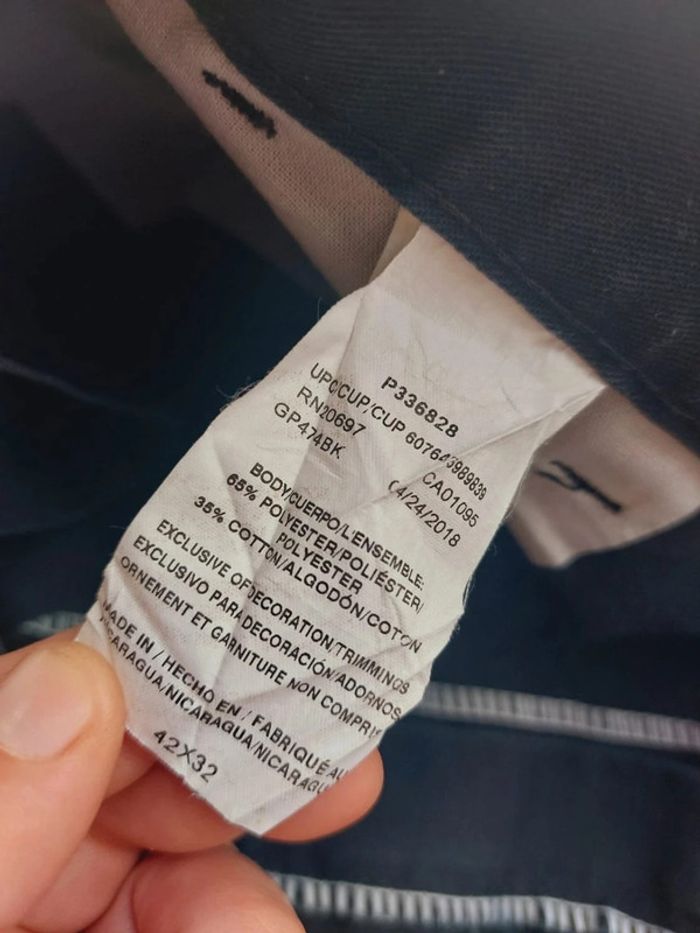 P336828
UPC/CUP/CUP 607645989839
RN20697 CA01095
GP474BK 04/24/2018
BODY/CUERPO/L'ENSEMBLE:
65% POLYESTER/POLIÉSTER/
POLYESTER
35% COTTON/ALGODÓN/COTON
EXCLUSIVE OF DECORATION/TRIMMINGS
EXCLUSIVO PARA DECORACIÓN/ADORNOS
ORNEMENT ET GARNITURE NON COMPRIS
MADE IN / HECHO EN / FABRIQUÉ AU
NICARAGUA/NICARAGUA/NICARAGUA
42X32